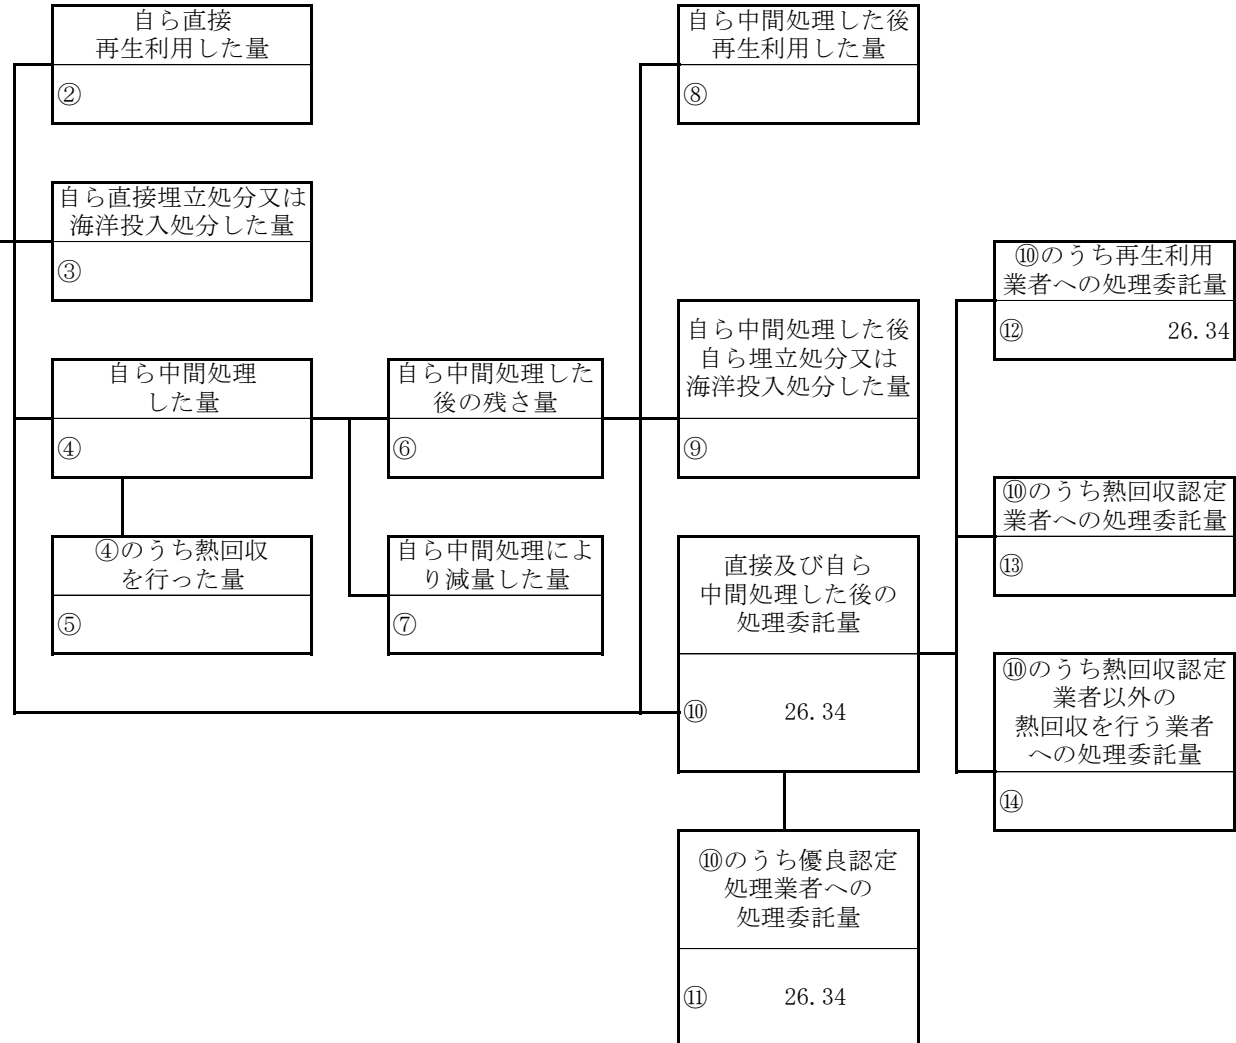 自ら直接
再生利用した量
②
自ら直接埋立処分又は
海洋投入処分した量
③
自ら中間処理
した量
④
④のうち熱回収
を行った量
⑤
自ら中間処理した
後の残さ量
⑥
自ら中間処理によ
り減量した量
⑦
自ら中間処理した後
再生利用した量
⑧
自ら中間処理した後
自ら埋立処分又は
海洋投入処分した量
⑨
直接及び自ら
中間処理した後の
処理委託量
⑩ 26.34
⑩のうち優良認定
処理業者への
処理委託量
⑪ 26.34
⑩のうち再生利用
業者への処理委託量
⑫ 26.34
⑩のうち熱回収認定
業者への処理委託量
⑬
⑩のうち熱回収認定
業者以外の
熱回収を行う業者
への処理委託量
⑭